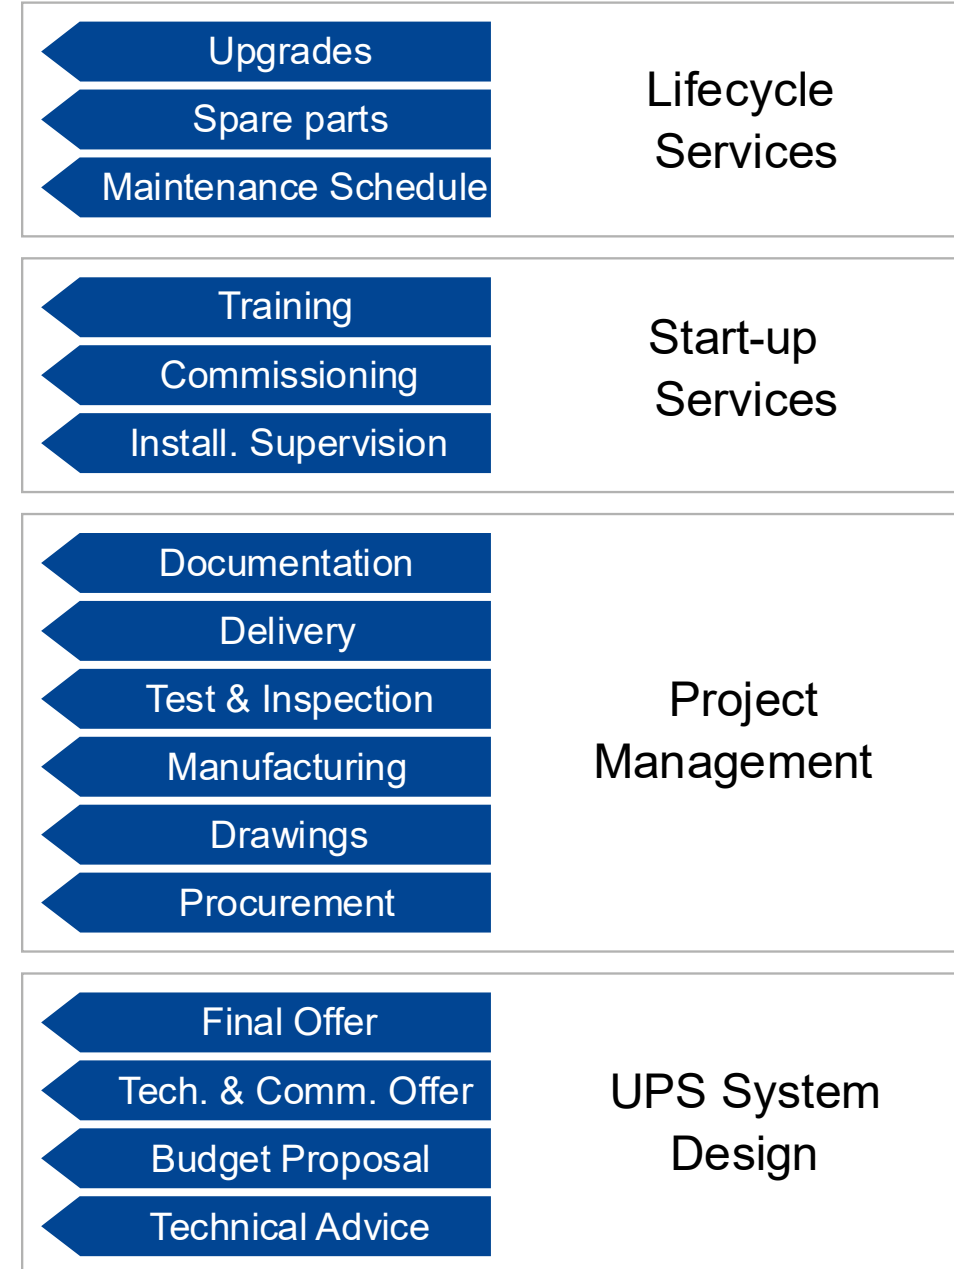 Upgrades
Spare parts
Maintenance Schedule
Lifecycle
Services
Training
Commissioning
Install. Supervision
Start-up
Services
Documentation
Delivery
Test & Inspection
Manufacturing
Drawings
Procurement
Project
Management
Final Offer
Tech. & Comm. Offer
Budget Proposal
Technical Advice
UPS System
Design